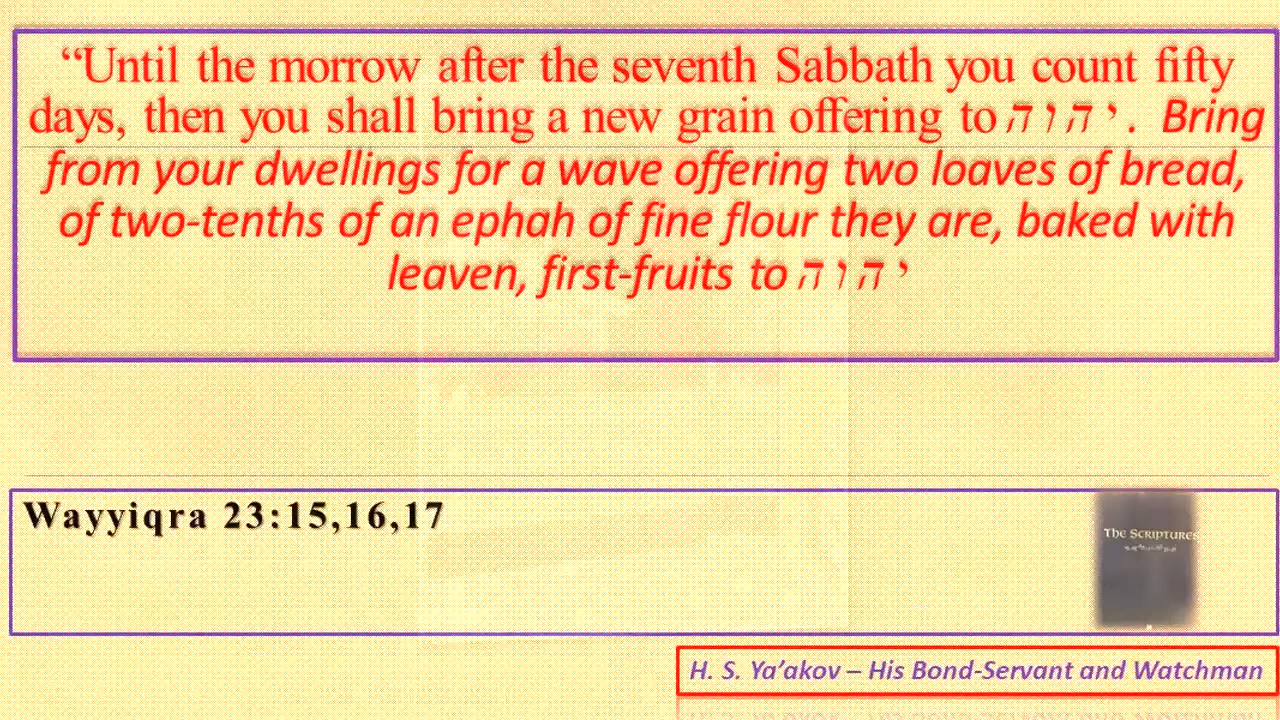 “Until the morrow after the seventh Sabbath you count fifty
days, then you shall bring a new grain offering to יהוה. Bring
from your dwellings for a wave offering two loaves of bread,
of two-tenths of an ephah of fine flour they are, baked with
leaven, first-fruits to יהוה
Wayyiqra 23:15,16,17
The Scriptures
H. S. Ya’akov – His Bond-Servant and Watchman